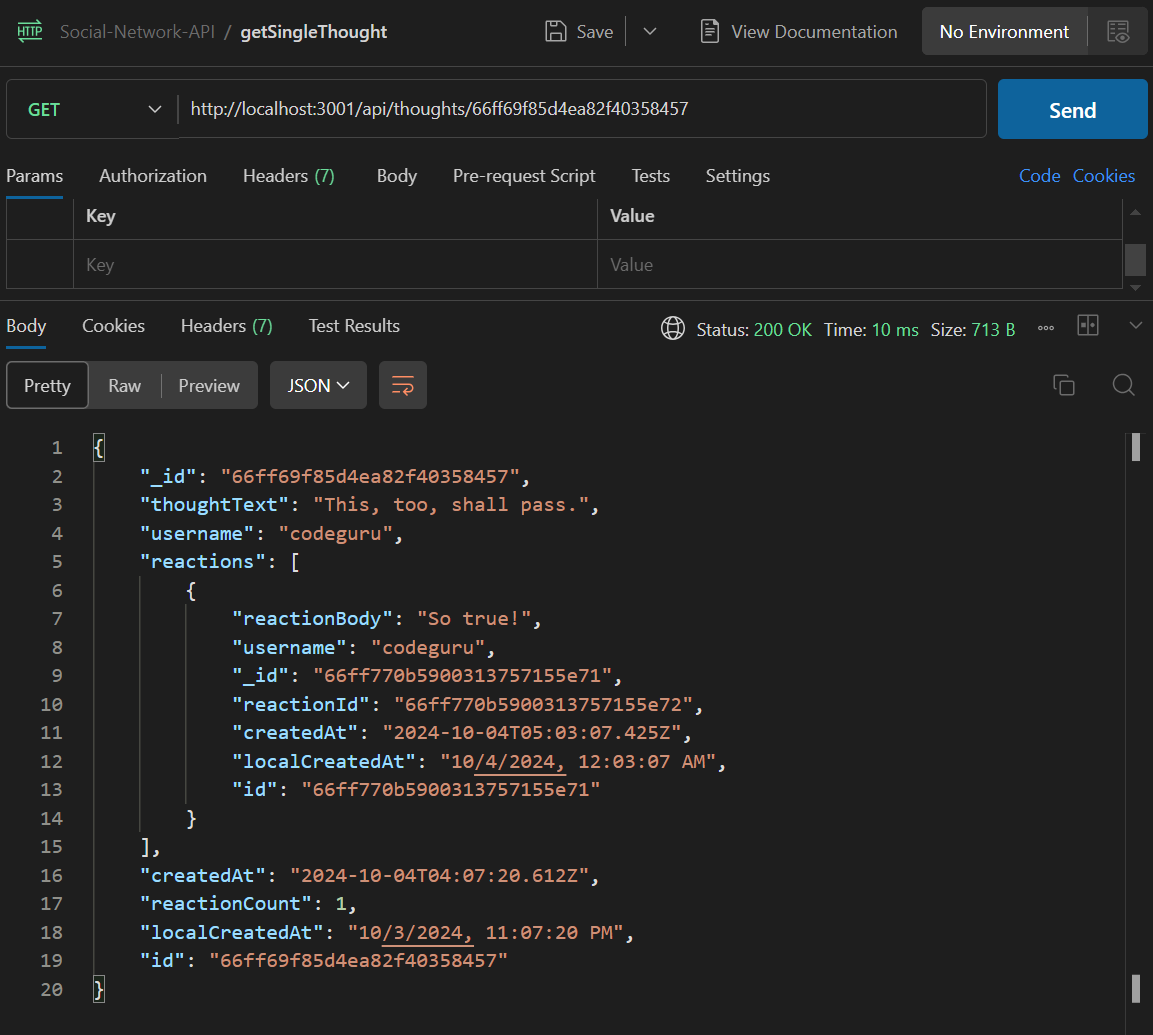 HTTP Social-Network-API / getSingleThought Save View Documentation No Environment
GET http://localhost:3001/api/thoughts/66ff69f85d4ea82f40358457 Send
Params Authorization Headers (7) Body Pre-request Script Tests Settings Code Cookies
Key Value
Key Value
Body Cookies Headers (7) Test Results Status: 200 OK Time: 10 ms Size: 713 B
Pretty Raw Preview JSON
1 {
2 "_id": "66ff69f85d4ea82f40358457",
3 "thoughtText": "This, too, shall pass.",
4 "username": "codeguru",
5 "reactions": [
6 {
7 "reactionBody": "So true!",
8 "username": "codeguru",
9 "_id": "66ff770b5900313757155e71",
10 "reactionId": "66ff770b5900313757155e72",
11 "createdAt": "2024-10-04T05:03:07.425Z",
12 "localCreatedAt": "10/4/2024, 12:03:07 AM",
13 "id": "66ff770b5900313757155e71"
14 }
15 ],
16 "createdAt": "2024-10-04T04:07:20.612Z",
17 "reactionCount": 1,
18 "localCreatedAt": "10/3/2024, 11:07:20 PM",
19 "id": "66ff69f85d4ea82f40358457"
20 }